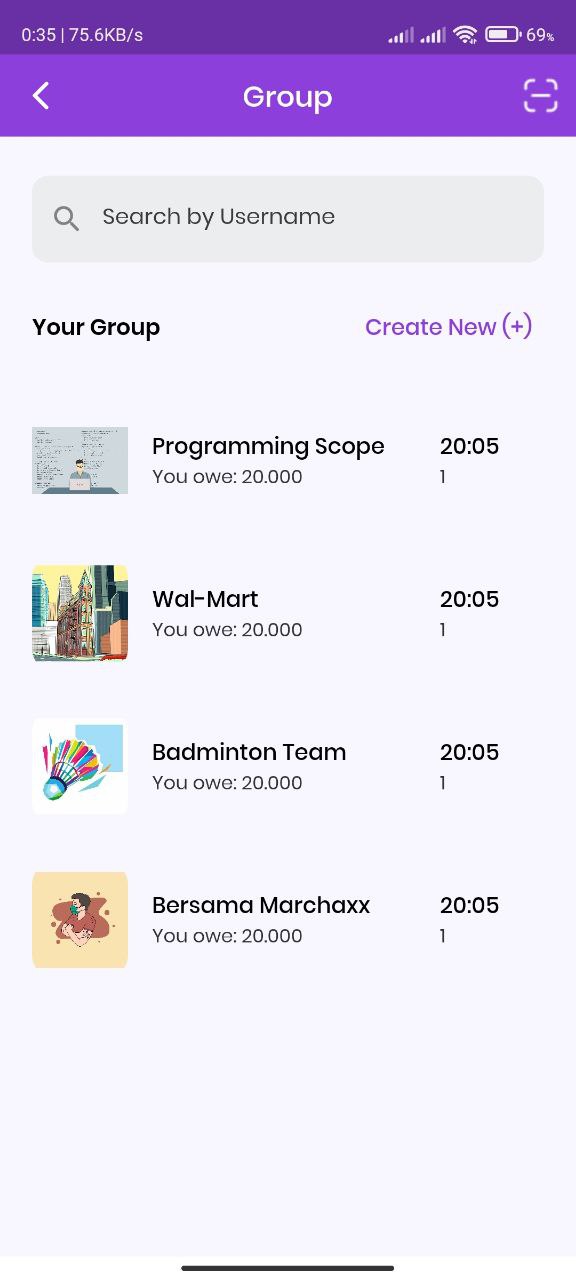 0:35 | 75.6KB/s 69%
Group
Search by Username
Your Group Create New (+)
Programming Scope 20:05
You owe: 20.000 1
Wal-Mart 20:05
You owe: 20.000 1
Badminton Team 20:05
You owe: 20.000 1
Bersama Marchaxx 20:05
You owe: 20.000 1